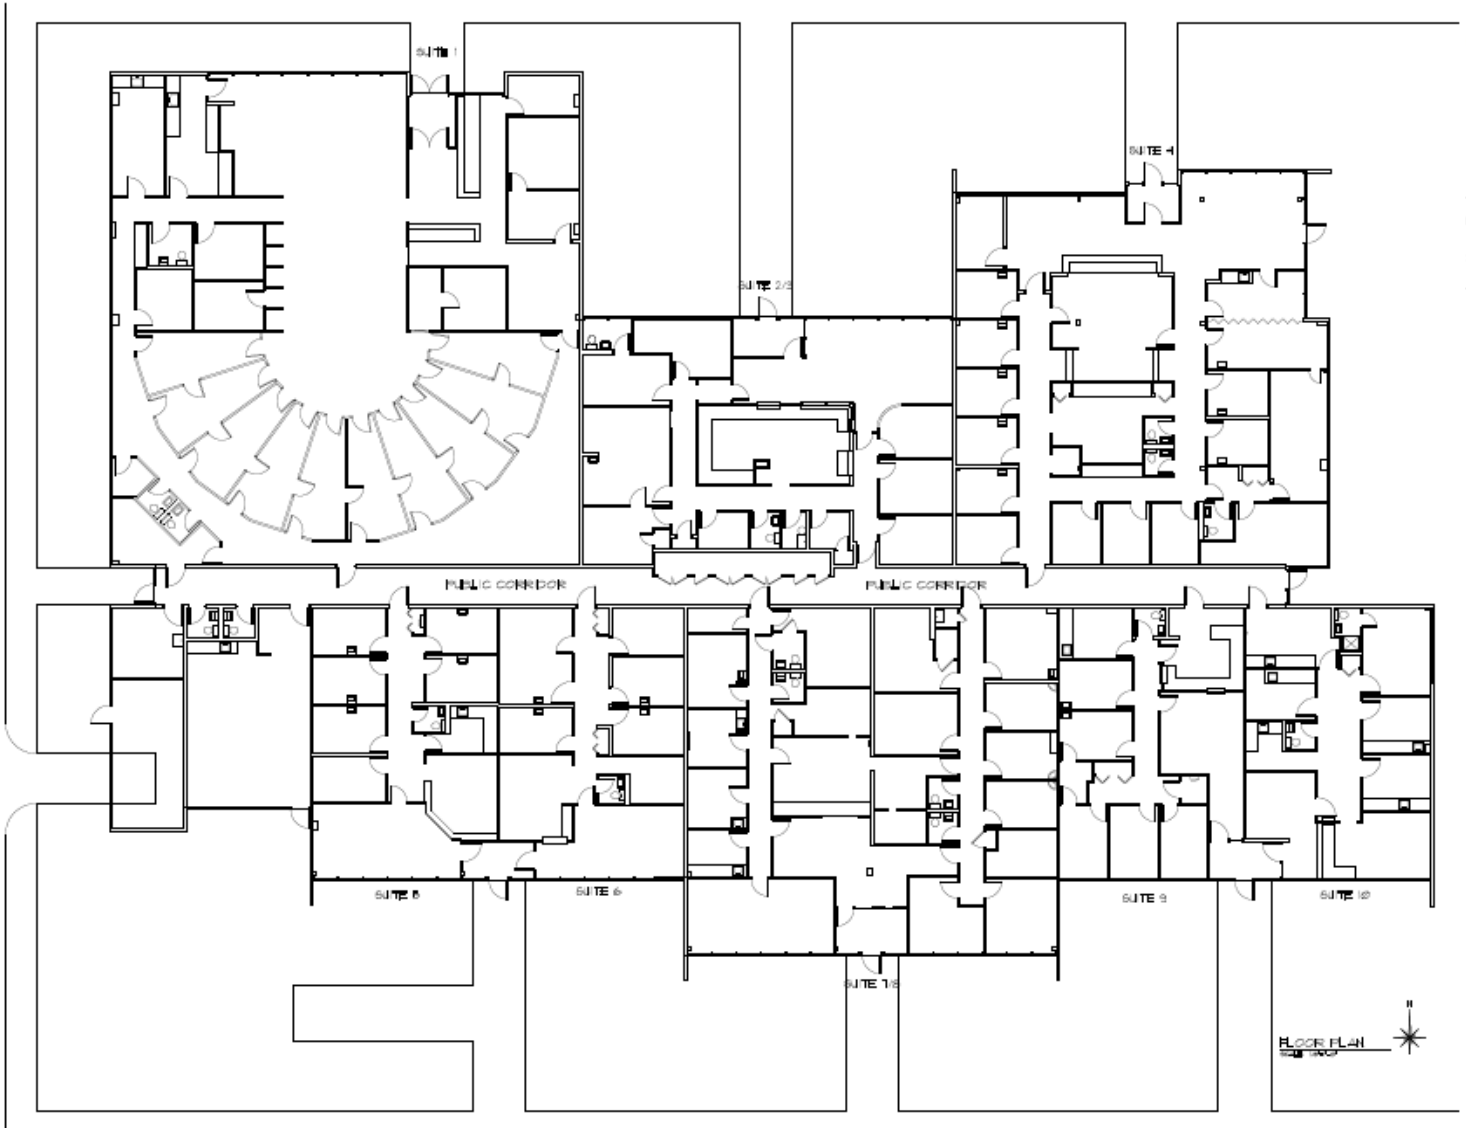 SUITE 1
SUITE 4
SUITE 2/3
PUBLIC CORRIDOR
PUBLIC CORRIDOR
SUITE 5
SUITE 6
SUITE 9
SUITE 10
SUITE 7/8
N
FLOOR PLAN